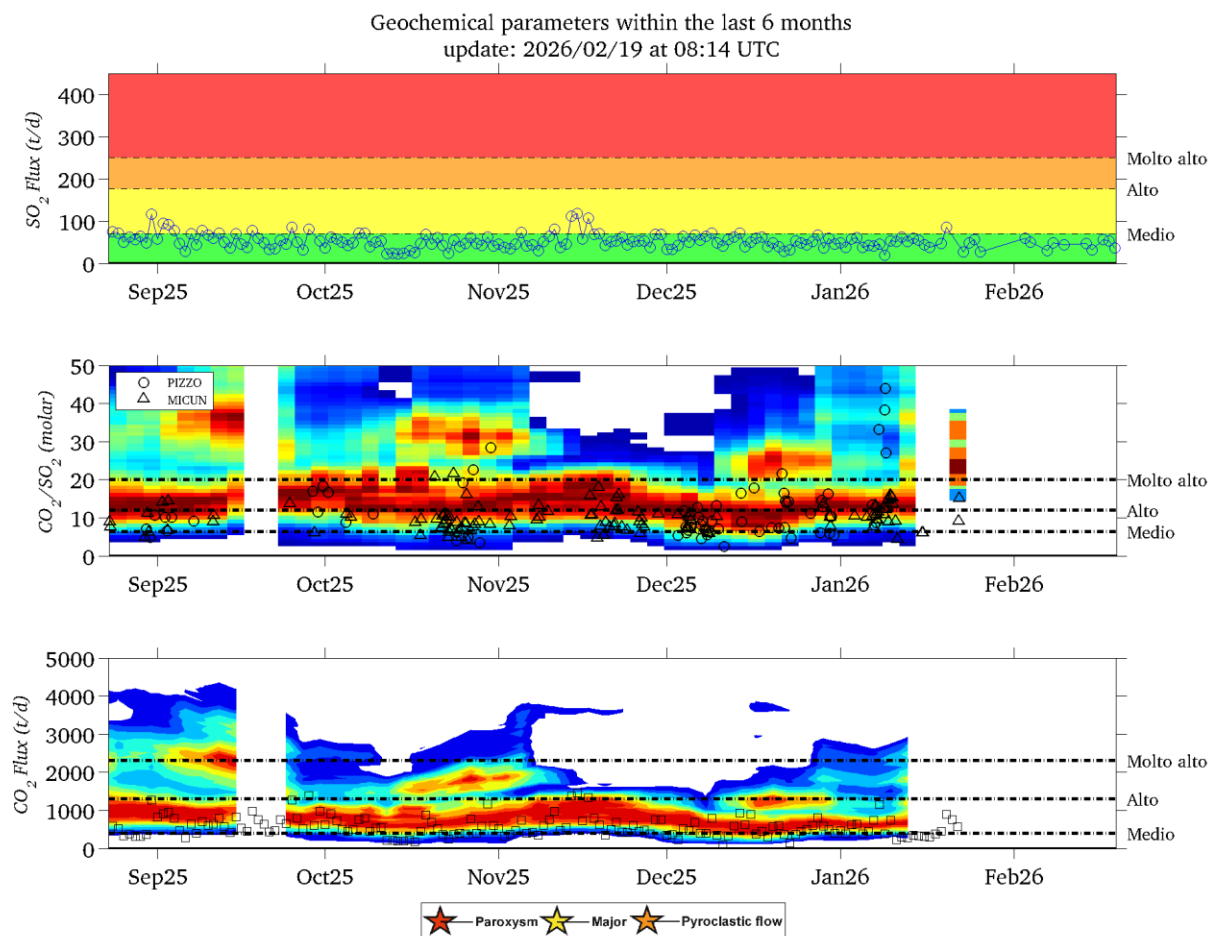 Geochemical parameters within the last 6 months
update: 2026/02/19 at 08:14 UTC
SO2 Flux (t/d)
400
300
200
100
0
Molto alto
Alto
Medio
Sep25 Oct25 Nov25 Dec25 Jan26 Feb26
CO2/SO2 (molar)
50
40
30
20
10
0
PIZZO
MICUN
Molto alto
Alto
Medio
Sep25 Oct25 Nov25 Dec25 Jan26 Feb26
CO2 Flux (t/d)
5000
4000
3000
2000
1000
0
Molto alto
Alto
Medio
Sep25 Oct25 Nov25 Dec25 Jan26 Feb26
Paroxysm Major Pyroclastic flow